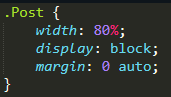 .Post {
    width: 80%;
    display: block;
    margin: 0 auto;
}